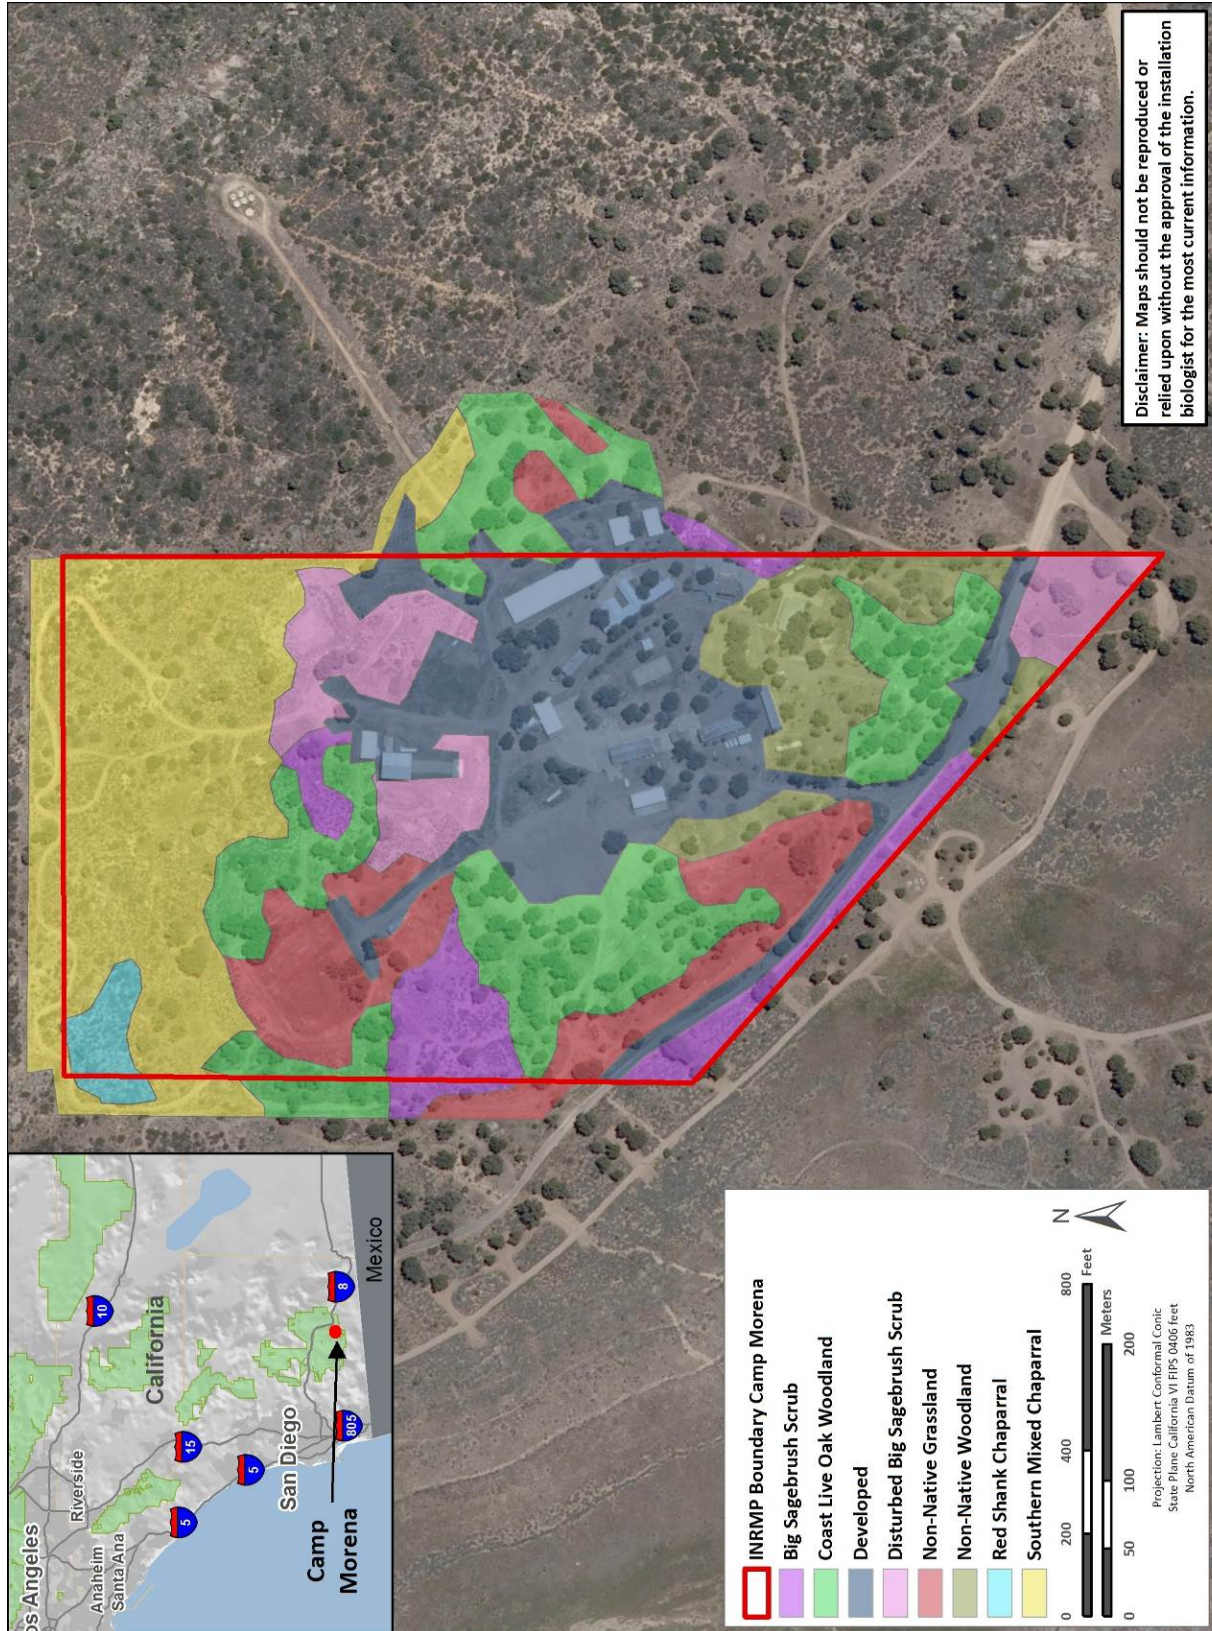 os Angeles
Riverside
Anaheim
Santa Ana
10
California
15
5
5
San Diego
805
8
Mexico
Camp
Morena
Disclaimer: Maps should not be reproduced or
relied upon without the approval of the installation
biologist for the most current information.
INRMP Boundary Camp Morena
Big Sagebrush Scrub
Coast Live Oak Woodland
Developed
Disturbed Big Sagebrush Scrub
Non-Native Grassland
Non-Native Woodland
Red Shank Chaparral
Southern Mixed Chaparral
N
0 200 400 800
Feet
Meters
0 50 100 200
Projection: Lambert Conformal Conic
State Plane California VI FIPS 0406 feet
North American Datum of 1983